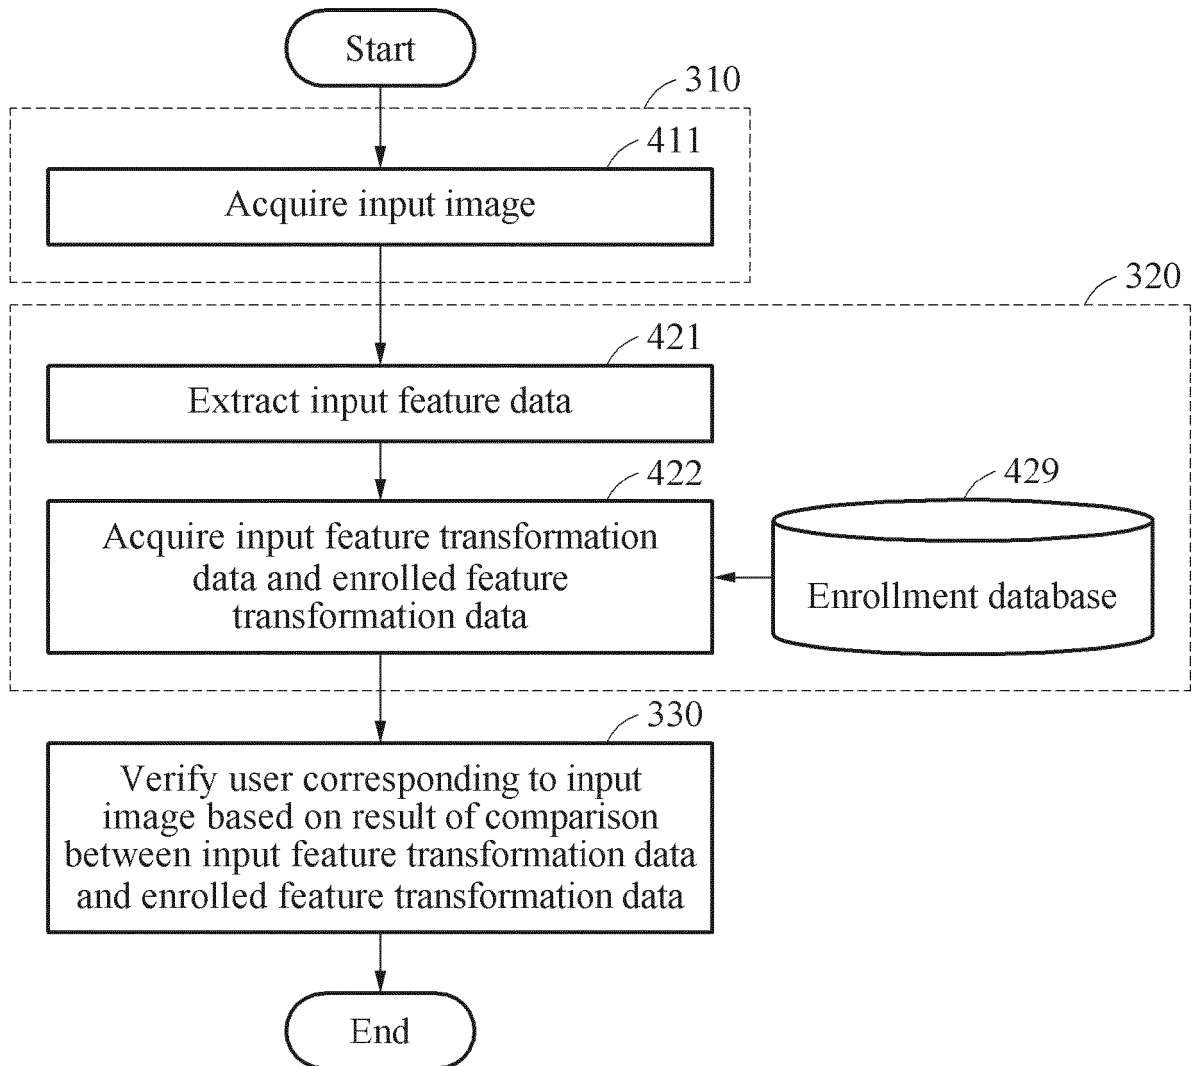 Start
310
411
Acquire input image
320
421
Extract input feature data
422
Acquire input feature transformation
data and enrolled feature
transformation data
429
Enrollment database
330
Verify user corresponding to input
image based on result of comparison
between input feature transformation data
and enrolled feature transformation data
End